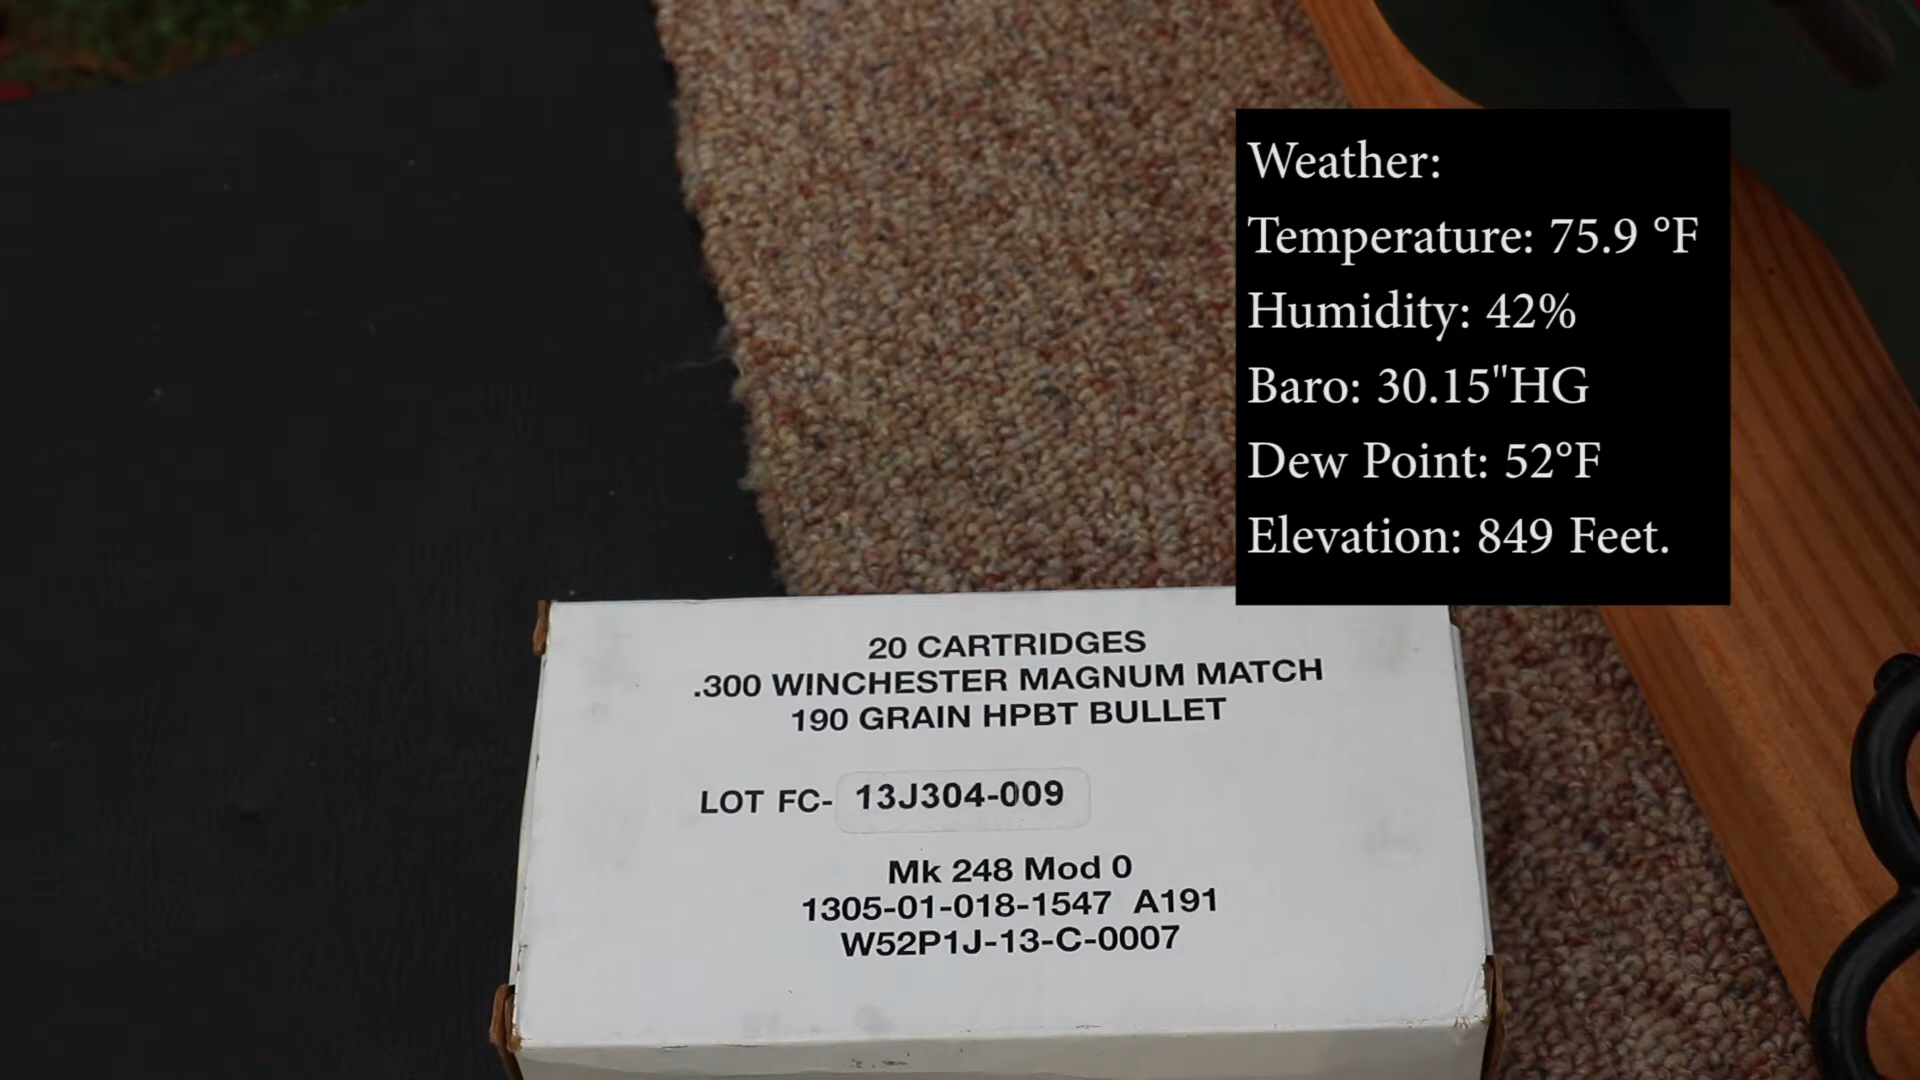 Weather:
Temperature: 75.9 °F
Humidity: 42%
Baro: 30.15"HG
Dew Point: 52°F
Elevation: 849 Feet.
20 CARTRIDGES
.300 WINCHESTER MAGNUM MATCH
190 GRAIN HPBT BULLET
LOT FC- 13J304-009
Mk 248 Mod 0
1305-01-018-1547 A191
W52P1J-13-C-0007